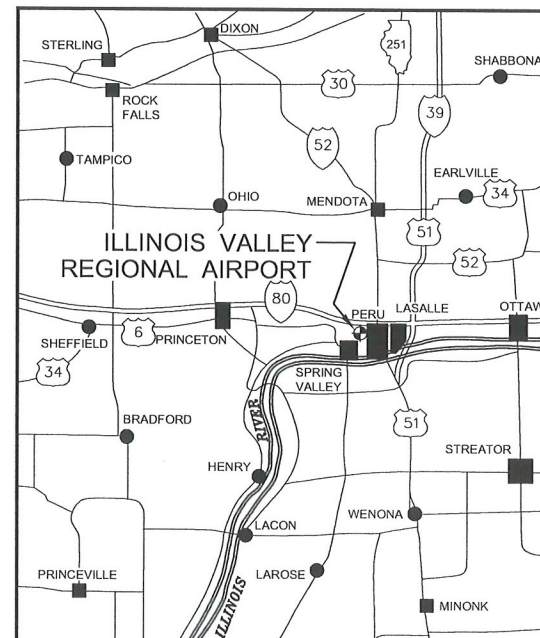 DIXON
STERLING
251
SHABBONA
30
ROCK
FALLS
39
52
TAMPICO
EARLVILLE
34
OHIO
MENDOTA
51
ILLINOIS VALLEY
REGIONAL AIRPORT
52
80
PERU
LASALLE
OTTAW
6
SHEFFIELD
PRINCETON
SPRING
VALLEY
34
BRADFORD
RIVER
51
STREATOR
HENRY
WENONA
LACON
PRINCEVILLE
LAROSE
ILLINOIS
MINONK